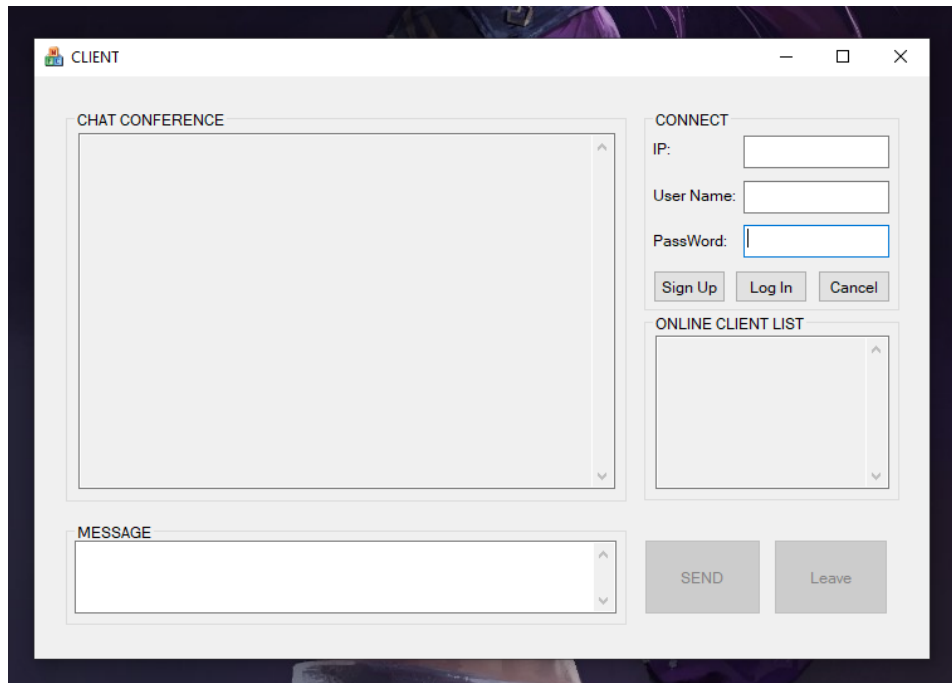 CLIENT
CHAT CONFERENCE
CONNECT
IP:
User Name:
PassWord:
Sign Up
Log In
Cancel
ONLINE CLIENT LIST
MESSAGE
SEND
Leave